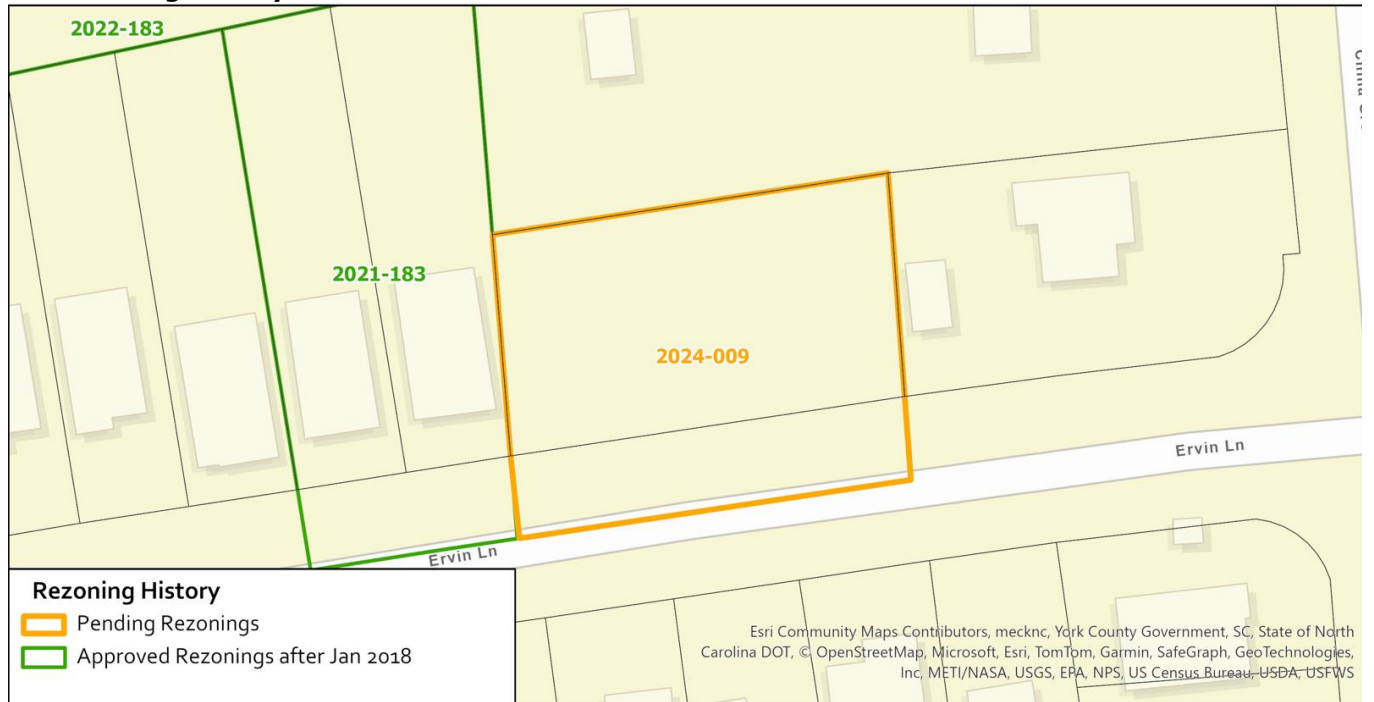 2022-183
2021-183
2024-009
Ervin Ln
Ervin Ln
Rezoning History
Pending Rezonings
Approved Rezonings after Jan 2018
Esri Community Maps Contributors, mecknc, York County Government, SC, State of North
Carolina DOT, © OpenStreetMap, Microsoft, Esri, TomTom, Garmin, SafeGraph, GeoTechnologies,
Inc, METI/NASA, USGS, EPA, NPS, US Census Bureau, USDA, USFWS